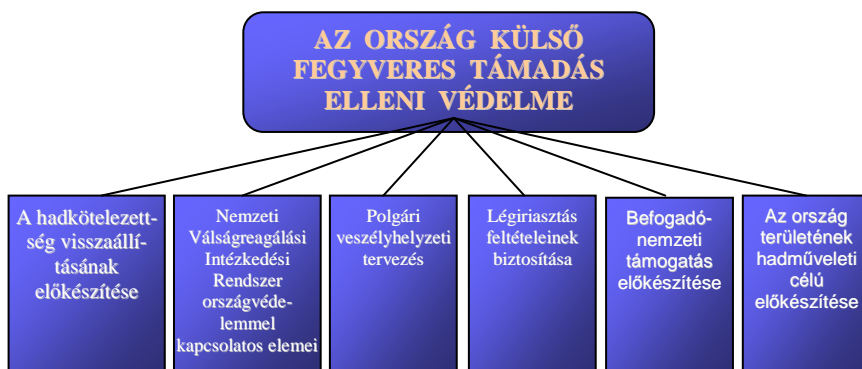 AZ ORSZÁG KÜLSŐ
FEGYVERES TÁMADÁS
ELLENI VÉDELME
A hadkötelezett-
ség visszaállí-
tásának
előkészítése
Nemzeti
Válságreagálási
Intézkedési
Rendszer
országvéde-
lemmel
kapcsolatos elemei
Polgári
veszélyhelyzeti
tervezés
Légiriasztás
feltételeinek
biztosítása
Befogadó-
nemzeti
támogatás
előkészítése
Az ország
területének
hadműveleti
célú
előkészítése